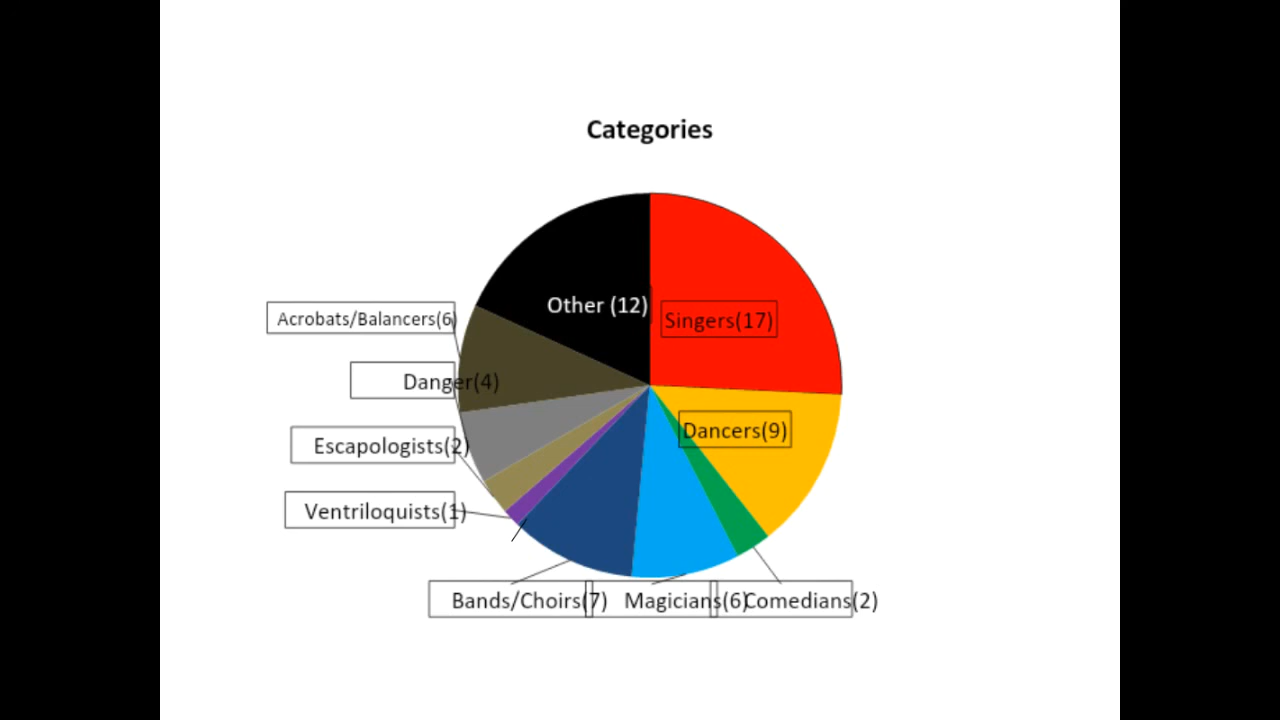 Categories
Other (12)
Singers(17)
Acrobats/Balancers(6)
Danger(4)
Dancers(9)
Escapologists(2)
Ventriloquists(1)
Bands/Choirs(7)
Magicians(6)
Comedians(2)